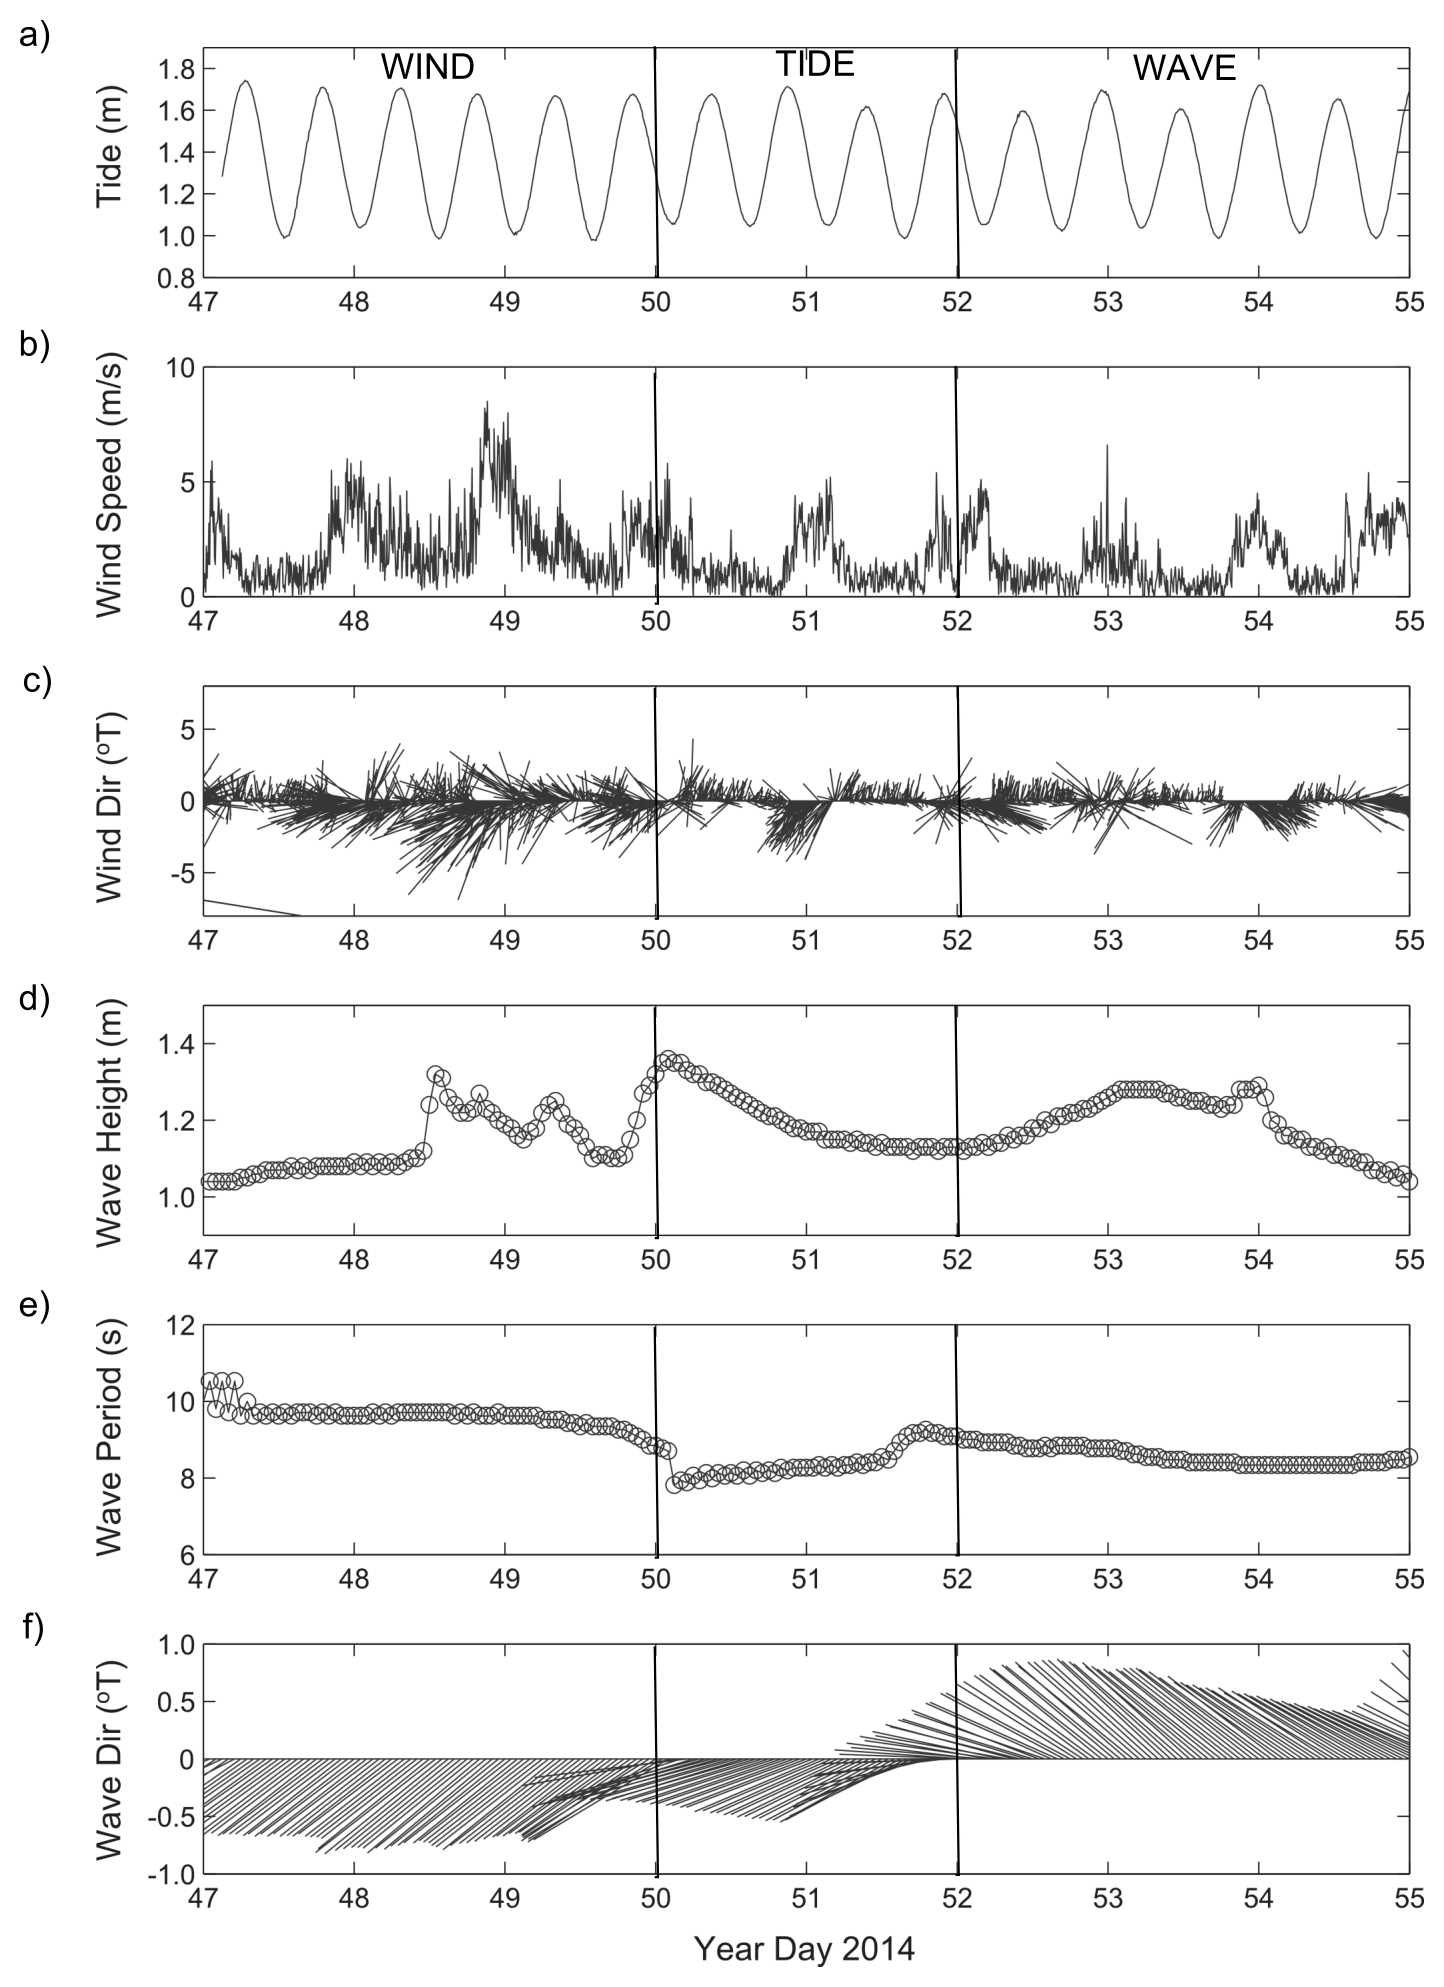 a)
WIND TIDE WAVE
Tide (m)
1.8
1.6
1.4
1.2
1.0
0.8
47 48 49 50 51 52 53 54 55
b)
Wind Speed (m/s)
10
5
0
47 48 49 50 51 52 53 54 55
c)
Wind Dir (°T)
5
0
-5
47 48 49 50 51 52 53 54 55
d)
Wave Height (m)
1.4
1.2
1.0
47 48 49 50 51 52 53 54 55
e)
Wave Period (s)
12
10
8
6
47 48 49 50 51 52 53 54 55
f)
Wave Dir (°T)
1.0
0.5
0
-0.5
-1.0
47 48 49 50 51 52 53 54 55
Year Day 2014